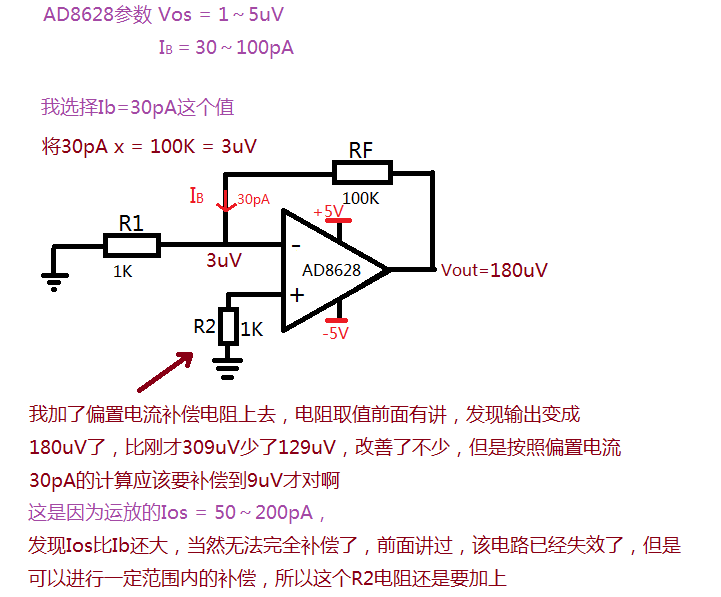 AD8628参数 Vos = 1～5uV
IB = 30～100pA
我选择Ib=30pA这个值
将30pA x = 100K = 3uV
RF
IB 30pA
100K
+5V
R1
-
1K
3uV
AD8628
Vout=180uV
+
R2 1K
-5V
我加了偏置电流补偿电阻上去，电阻取值前面有讲，发现输出变成
180uV了，比刚才309uV少了129uV，改善了不少，但是按照偏置电流
30pA的计算应该要补偿到9uV才对啊
这是因为运放的Ios = 50～200pA，
发现Ios比Ib还大，当然无法完全补偿了，前面讲过，该电路已经失效了，但是
可以进行一定范围内的补偿，所以这个R2电阻还是要加上